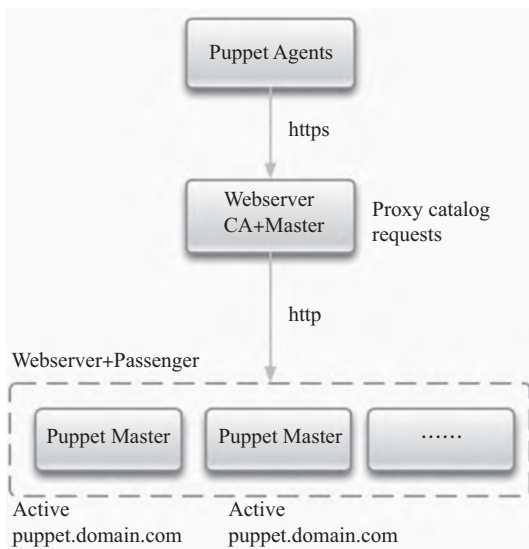 Puppet Agents
https
Webserver
CA+Master
Proxy catalog
requests
http
Webserver+Passenger
Puppet Master
Puppet Master
......
Active
puppet.domain.com
Active
puppet.domain.com